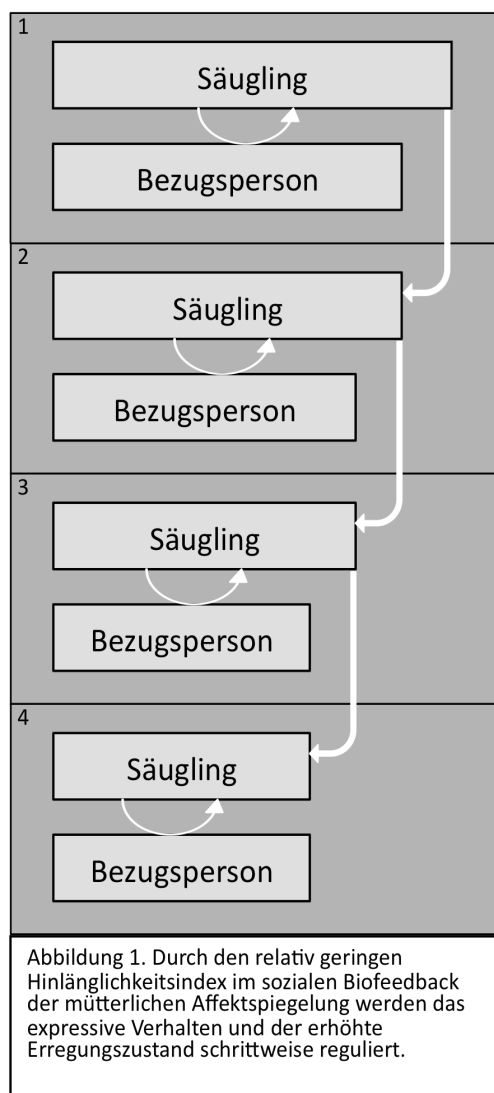 1
Säugling
Bezugsperson
2
Säugling
Bezugsperson
3
Säugling
Bezugsperson
4
Säugling
Bezugsperson
Abbildung 1. Durch den relativ geringen
Hinlänglichkeitsindex im sozialen Biofeedback
der mütterlichen Affektspiegelung werden das
expressive Verhalten und der erhöhte
Erregungszustand schrittweise reguliert.